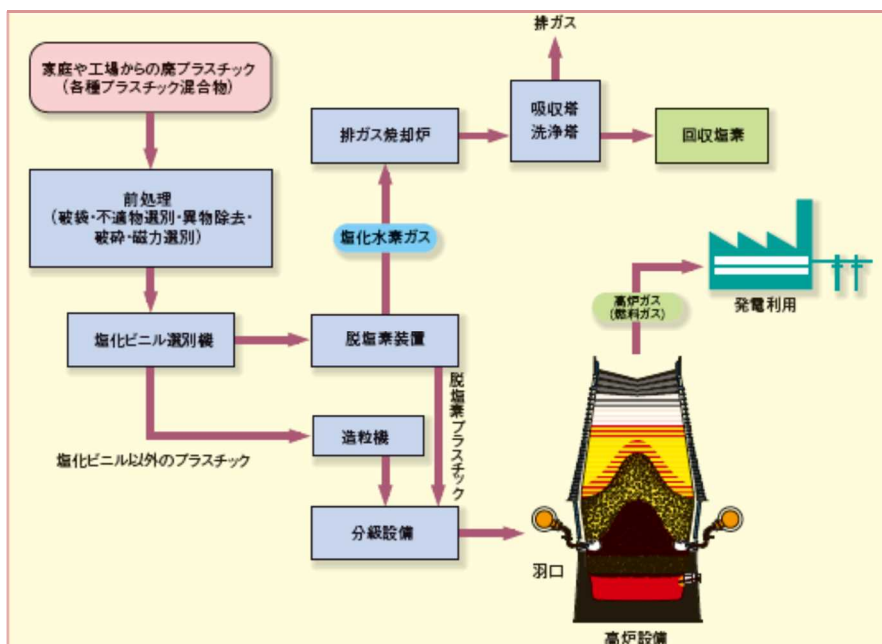 排ガス
家庭や工場からの廃プラスチック
（各種プラスチック混合物）
排ガス焼却炉
吸収塔
洗浄塔
回収塩素
前処理
（破袋・不適物選別・異物除去・
破砕・磁力選別）
塩化水素ガス
高炉ガス
(燃料ガス)
発電利用
塩化ビニル選別機
脱塩素装置
脱塩素プラスチック
造粒機
塩化ビニル以外のプラスチック
分級設備
羽口
高炉設備